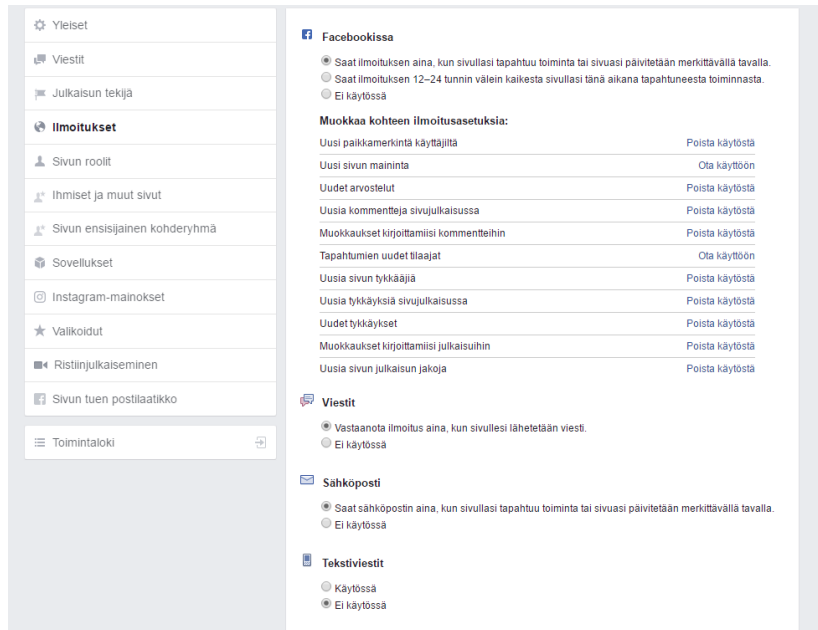 Yleiset
Viestit
Julkaisun tekijä
Ilmoitukset
Sivun roolit
Ihmiset ja muut sivut
Sivun ensisijainen kohderyhmä
Sovellukset
Instagram-mainokset
Valikoidut
Ristiinjulkaiseminen
Sivun tuen postilaatikko
Toimintaloki
Facebookissa
Saat ilmoituksen aina, kun sivullasi tapahtuu toiminta tai sivuasi päivitetään merkittävällä tavalla.
Saat ilmoituksen 12–24 tunnin välein kaikesta sivullasi tänä aikana tapahtuneesta toiminnasta.
Ei käytössä
Muokkaa kohteen ilmoitusasetuksia:
Uusi paikkamerkintä käyttäjiltä Poista käytöstä
Uusi sivun maininta Ota käyttöön
Uudet arvostelut Poista käytöstä
Uusia kommentteja sivujulkaisussa Poista käytöstä
Muokkaukset kirjoittamiisi kommentteihin Poista käytöstä
Tapahtumien uudet tilaajat Ota käyttöön
Uusia sivun tykkääjiä Poista käytöstä
Uusia tykkäyksiä sivujulkaisussa Poista käytöstä
Uudet tykkäykset Poista käytöstä
Muokkaukset kirjoittamiisi julkaisuihin Poista käytöstä
Uusia sivun julkaisun jakoja Poista käytöstä
Viestit
Vastaanota ilmoitus aina, kun sivullesi lähetetään viesti.
Ei käytössä
Sähköposti
Saat sähköpostin aina, kun sivullasi tapahtuu toiminta tai sivuasi päivitetään merkittävällä tavalla.
Ei käytössä
Tekstiviestit
Käytössä
Ei käytössä